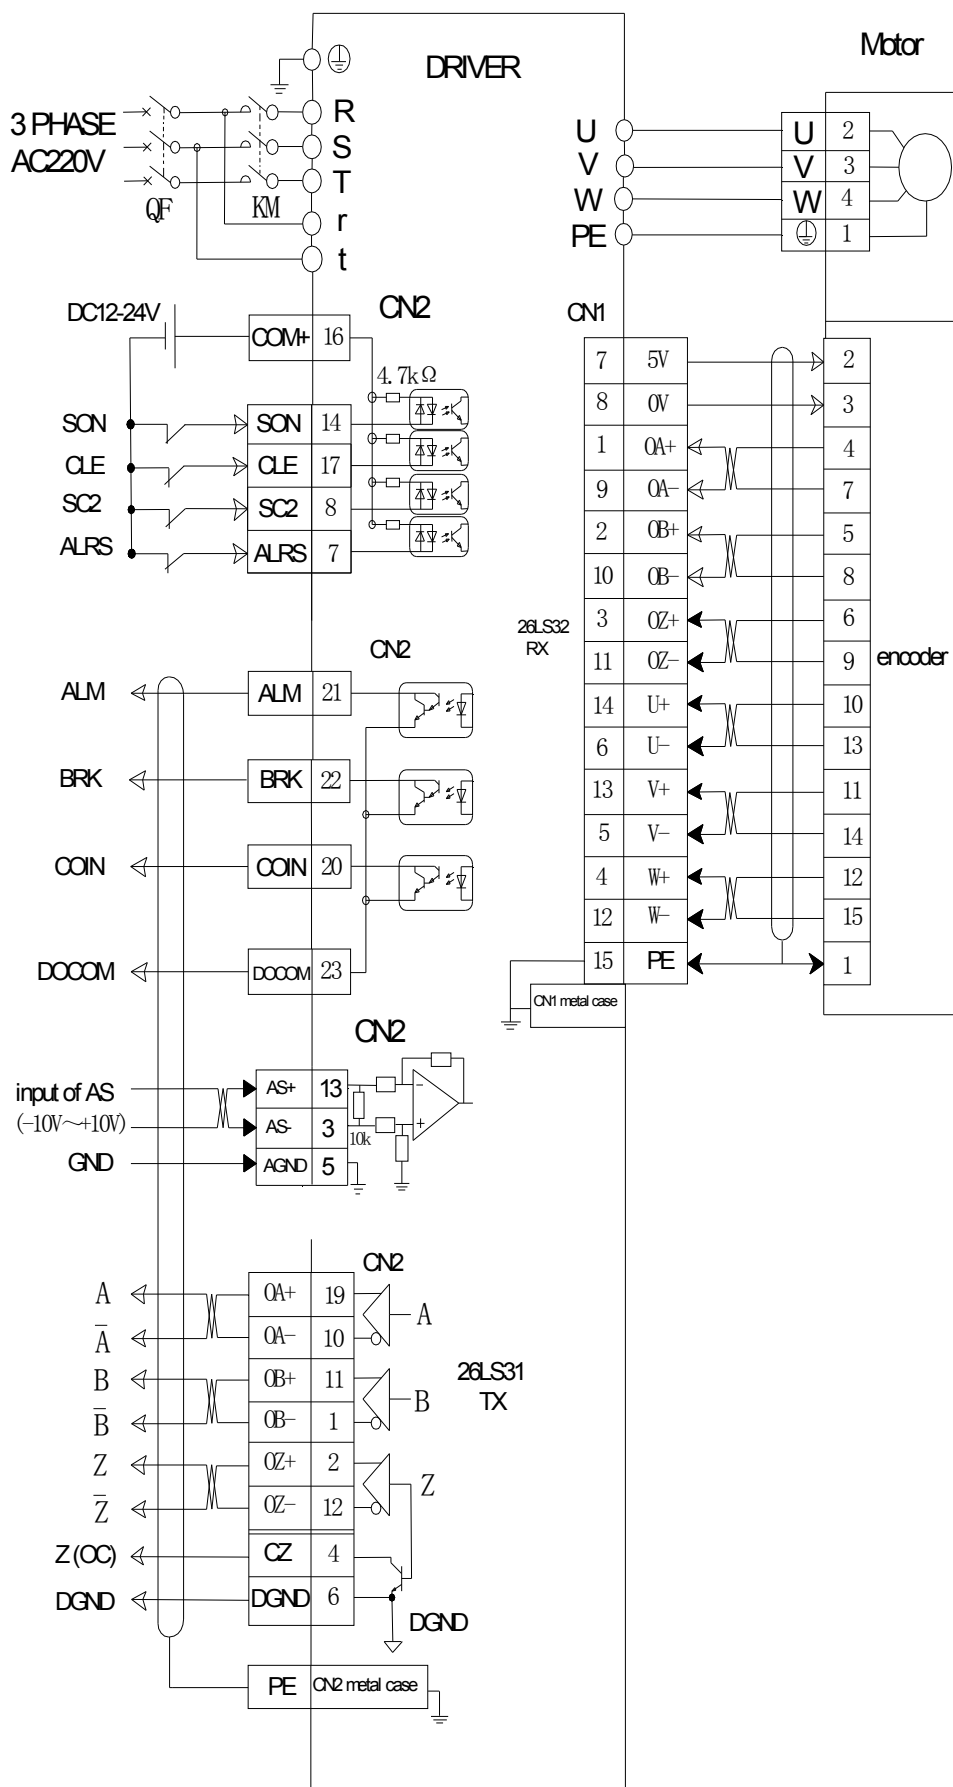 Motor
DRIVER
3 PHASE
AC220V
QF
KM
R
S
T
r
t
U
V
W
PE
U 2
V 3
W 4
1
DC12-24V
CN2
COM+ 16
4.7kΩ
SON SON 14
CLE CLE 17
SC2 SC2 8
ALRS ALRS 7
CN1
7 5V 2
8 0V 3
1 OA+ 4
9 OA- 7
2 OB+ 5
10 OB- 8
3 OZ+ 6
11 OZ- 9
14 U+ 10
6 U- 13
13 V+ 11
5 V- 14
4 W+ 12
12 W- 15
15 PE 1
26LS32
RX
encoder
CN1 metal case
CN2
ALM ALM 21
BRK BRK 22
COIN COIN 20
DOCOM DOCOM 23
CN2
input of AS
(-10V～+10V)
AS+ 13
AS- 3
10k
GND AGND 5
- 
+
CN2
A OA+ 19
A̅ OA- 10
A
B OB+ 11
B̅ OB- 1
B
26LS31
TX
Z OZ+ 2
Z̅ OZ- 12
Z
Z(OC) CZ 4
DGND DGND 6
DGND
PE CN2 metal case